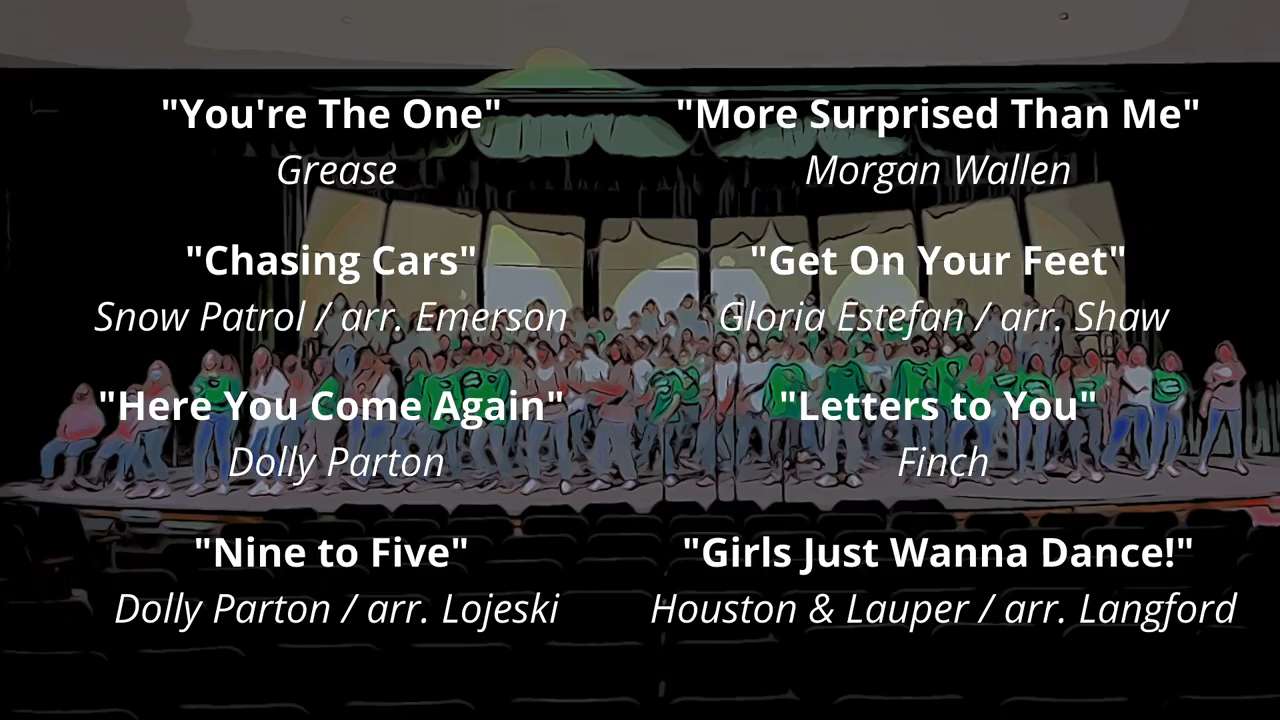 "You're The One"
Grease
"Chasing Cars"
Snow Patrol / arr. Emerson
"Here You Come Again"
Dolly Parton
"Nine to Five"
Dolly Parton / arr. Lojeski
"More Surprised Than Me"
Morgan Wallen
"Get On Your Feet"
Gloria Estefan / arr. Shaw
"Letters to You"
Finch
"Girls Just Wanna Dance!"
Houston & Lauper / arr. Langford